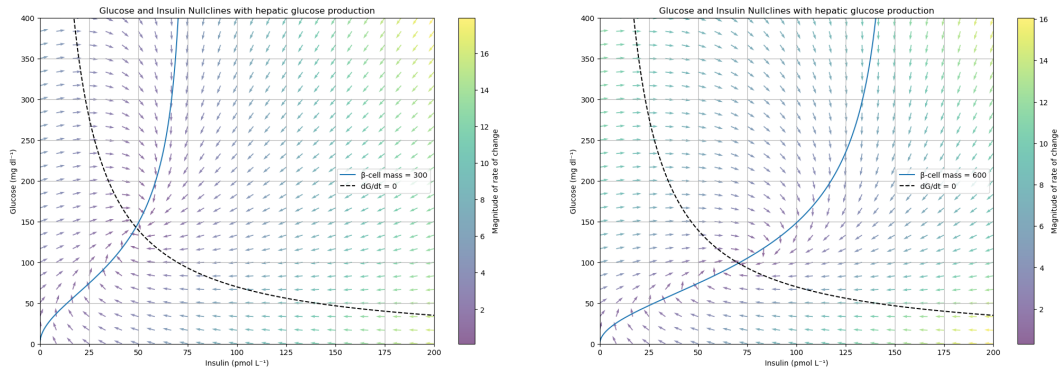 Glucose and Insulin Nullclines with hepatic glucose production
400
350
300
250
200
150
100
50
0
Glucose (mg dl⁻¹)
0 25 50 75 100 125 150 175 200
Insulin (pmol L⁻¹)
β-cell mass = 300
dG/dt = 0
16
14
12
10
8
6
4
2
Magnitude of rate of change
Glucose and Insulin Nullclines with hepatic glucose production
400
350
300
250
200
150
100
50
0
Glucose (mg dl⁻¹)
0 25 50 75 100 125 150 175 200
Insulin (pmol L⁻¹)
β-cell mass = 600
dG/dt = 0
16
14
12
10
8
6
4
2
Magnitude of rate of change